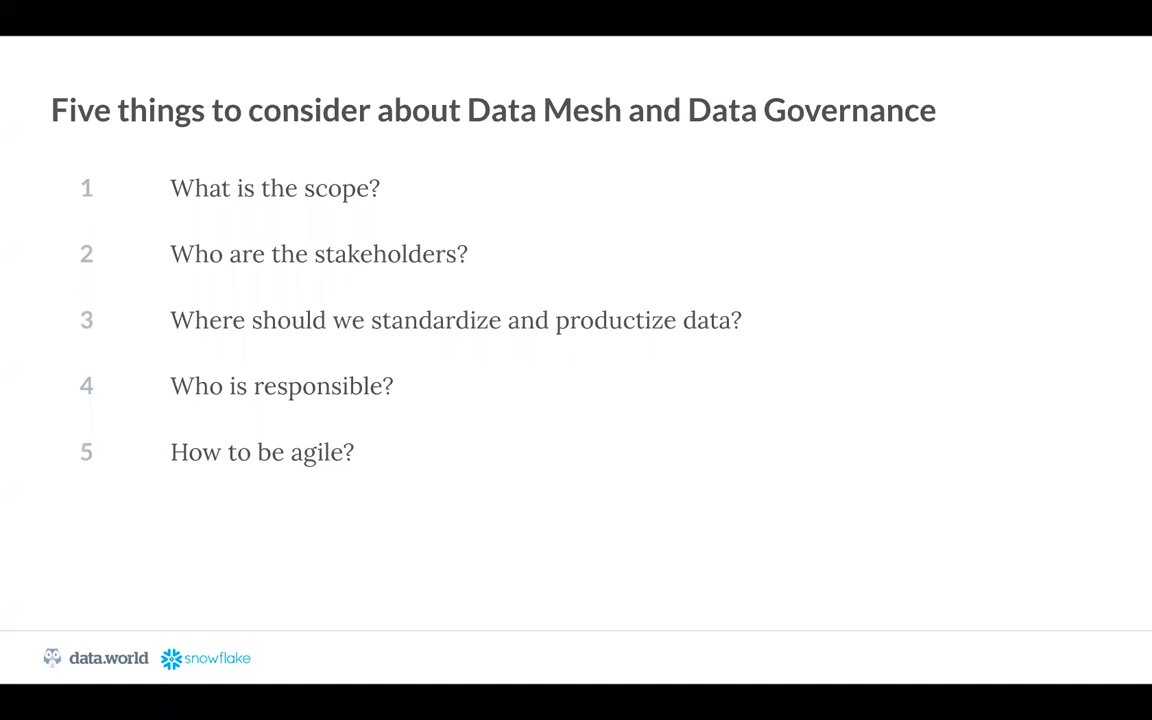 Five things to consider about Data Mesh and Data Governance
1 What is the scope?
2 Who are the stakeholders?
3 Where should we standardize and productize data?
4 Who is responsible?
5 How to be agile?
data.world snowflake